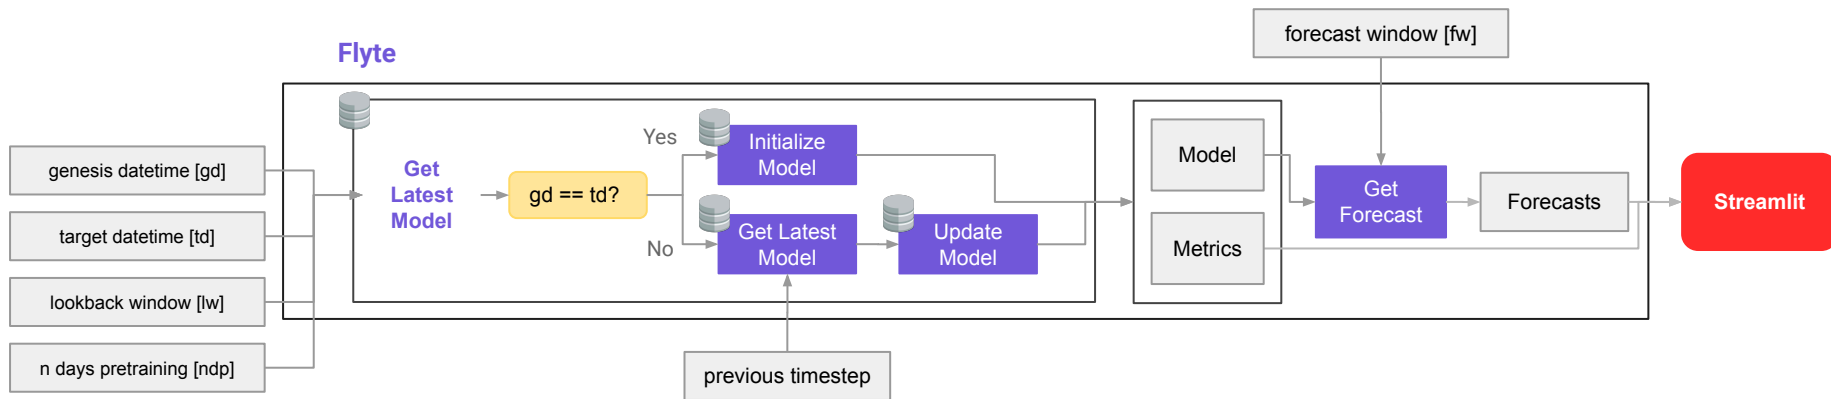 Flyte
forecast window [fw]
genesis datetime [gd]
target datetime [td]
lookback window [lw]
n days pretraining [ndp]
Get
Latest
Model
gd == td?
Yes
No
Initialize
Model
Get Latest
Model
Update
Model
previous timestep
Model
Metrics
Get
Forecast
Forecasts
Streamlit